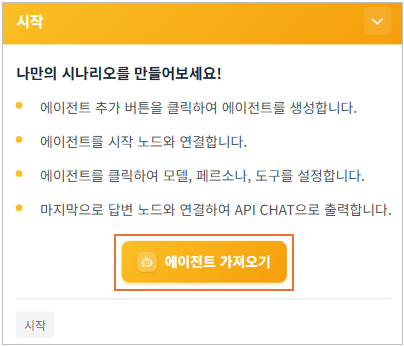 시작
나만의 시나리오를 만들어보세요!
에이전트 추가 버튼을 클릭하여 에이전트를 생성합니다.
에이전트를 시작 노드와 연결합니다.
에이전트를 클릭하여 모델, 페르소나, 도구를 설정합니다.
마지막으로 답변 노드와 연결하여 API CHAT으로 출력합니다.
에이전트 가져오기
시작